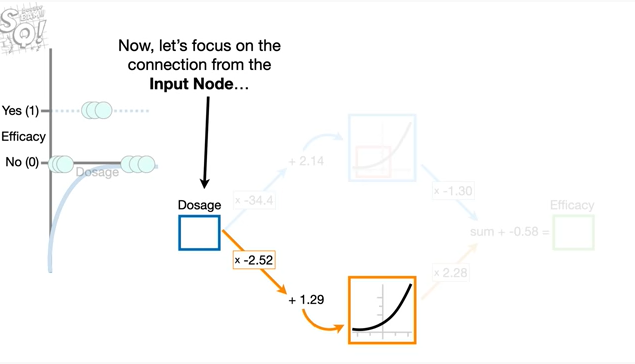 Now, let's focus on the
connection from the
Input Node...
Yes (1)
Efficacy
No (0)
Dosage
Dosage
x -34.4
+ 2.14
x -1.30
x -2.52
+ 1.29
x 2.28
sum + -0.58 =
Efficacy
SQ!